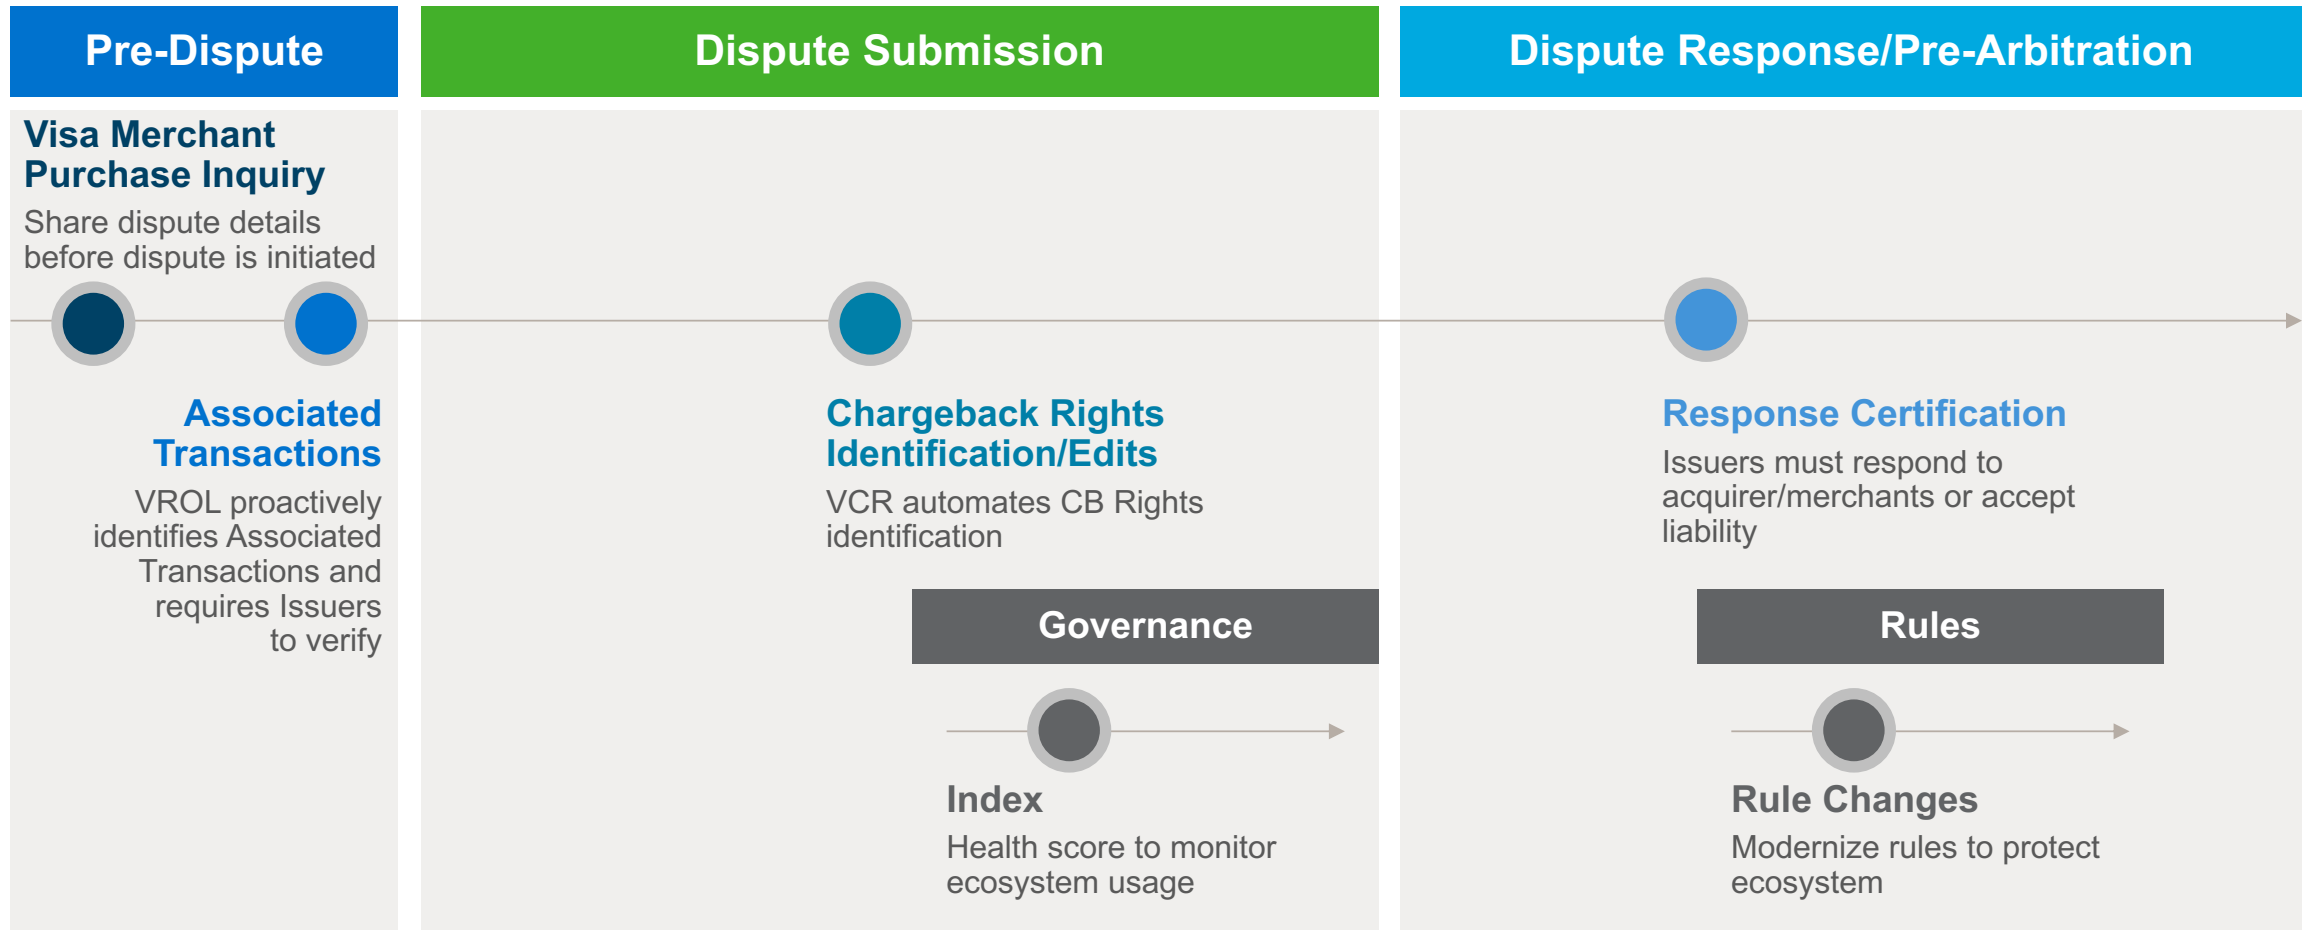 Pre-Dispute
Dispute Submission
Dispute Response/Pre-Arbitration
Visa Merchant
Purchase Inquiry
Share dispute details
before dispute is initiated
Associated
Transactions
VROL proactively
identifies Associated
Transactions and
requires Issuers
to verify
Chargeback Rights
Identification/Edits
VCR automates CB Rights
identification
Governance
Index
Health score to monitor
ecosystem usage
Response Certification
Issuers must respond to
acquirer/merchants or accept
liability
Rules
Rule Changes
Modernize rules to protect
ecosystem